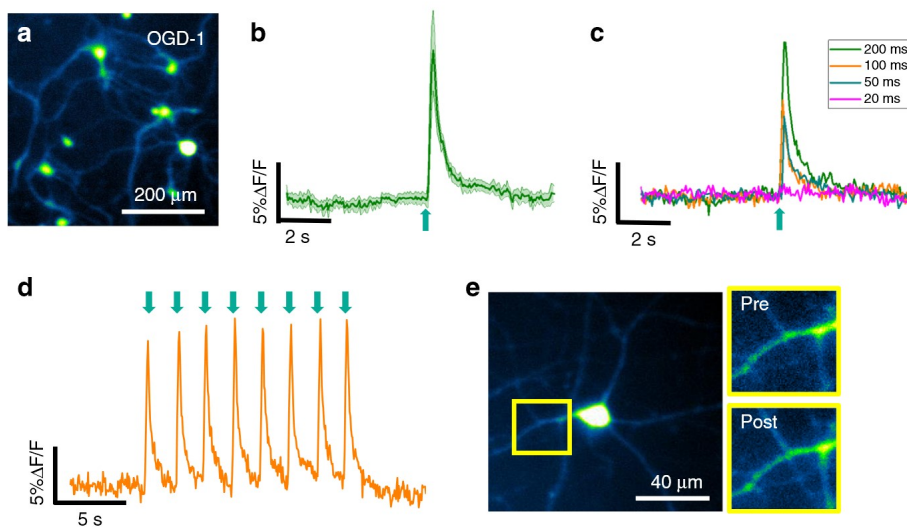 a
OGD-1
200 μm
b
5%ΔF/F
2 s
c
200 ms
100 ms
50 ms
20 ms
5%ΔF/F
2 s
d
5%ΔF/F
5 s
e
40 μm
Pre
Post